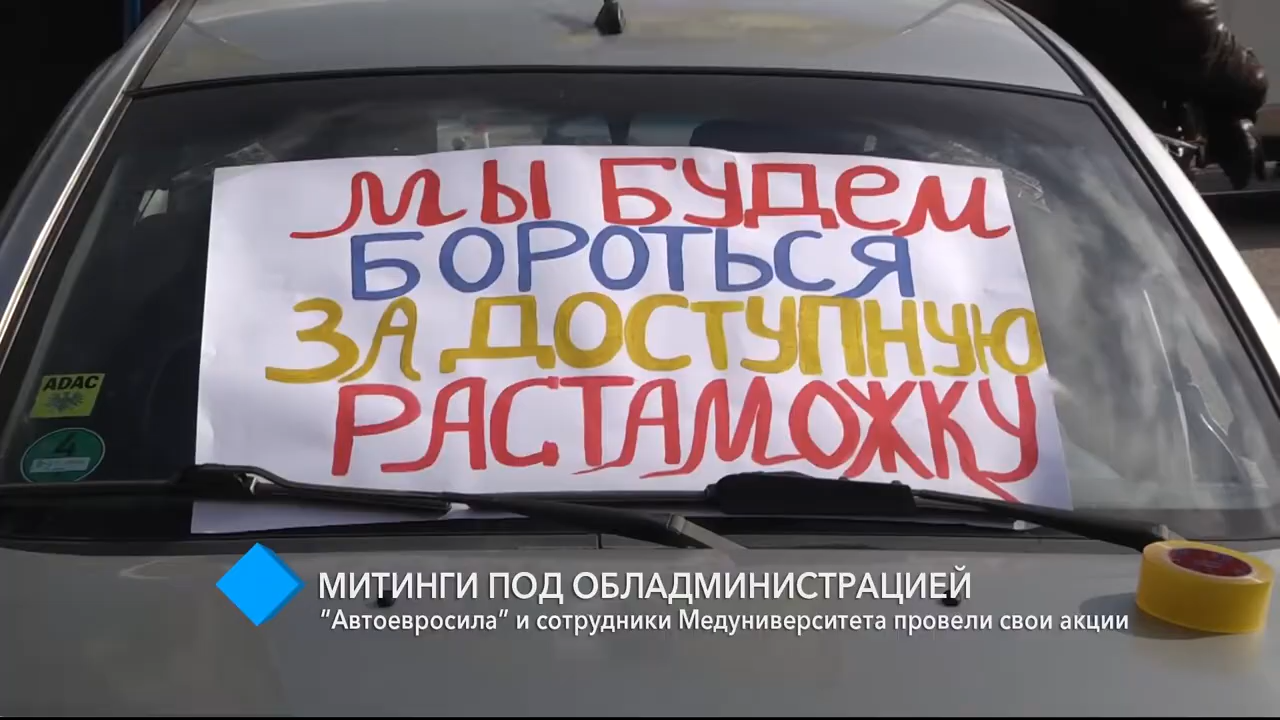 МЫ БУДЕМ
БОРОТЬСЯ
ЗА ДОСТУПНУЮ
РАСТАМОЖКУ
ADAC
4
МИТИНГИ ПОД ОБЛАДМИНИСТРАЦИЕЙ
"Автоевросила" и сотрудники Медуниверситета провели свои акции